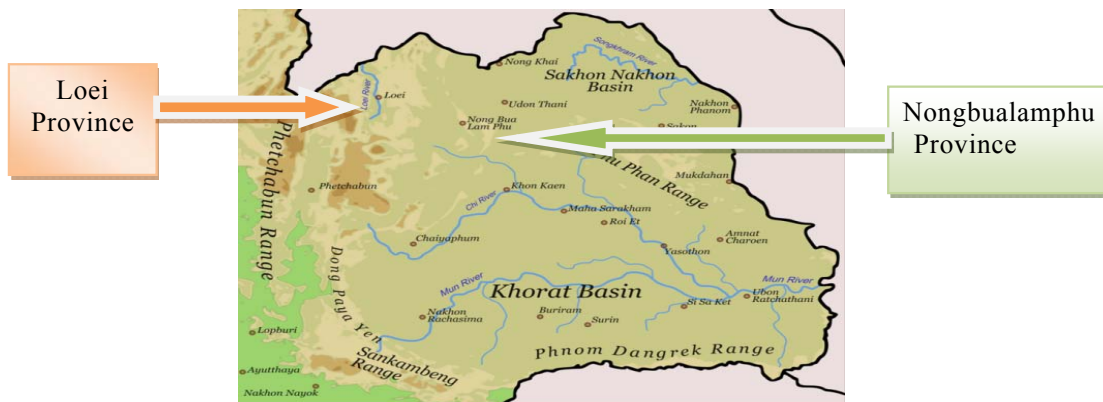 Loei
Province
Nongbualamphu
Province
Songkhram River
Nong Khai
Sakhon Nakhon
Basin
Loei River
Loei
Udon Thani
Nakhon
Phanom
Nong Bua
Lam Phu
Sakon
Phu Phan Range
Mukdahan
Phetchabun Range
Phetchabun
Khon Kaen
Chi River
Maha Sarakham
Roi Et
Chaiyaphum
Yasothon
Amnat
Charoen
Dong Paya Yen
Mun River
Khorat Basin
Mun River
Ubon
Ratchathani
Si Sa Ket
Nakhon
Rachasima
Buriram
Surin
Lopburi
Phnom Dangrek Range
Sankambeng
Range
Ayutthaya
Nakhon Nayok